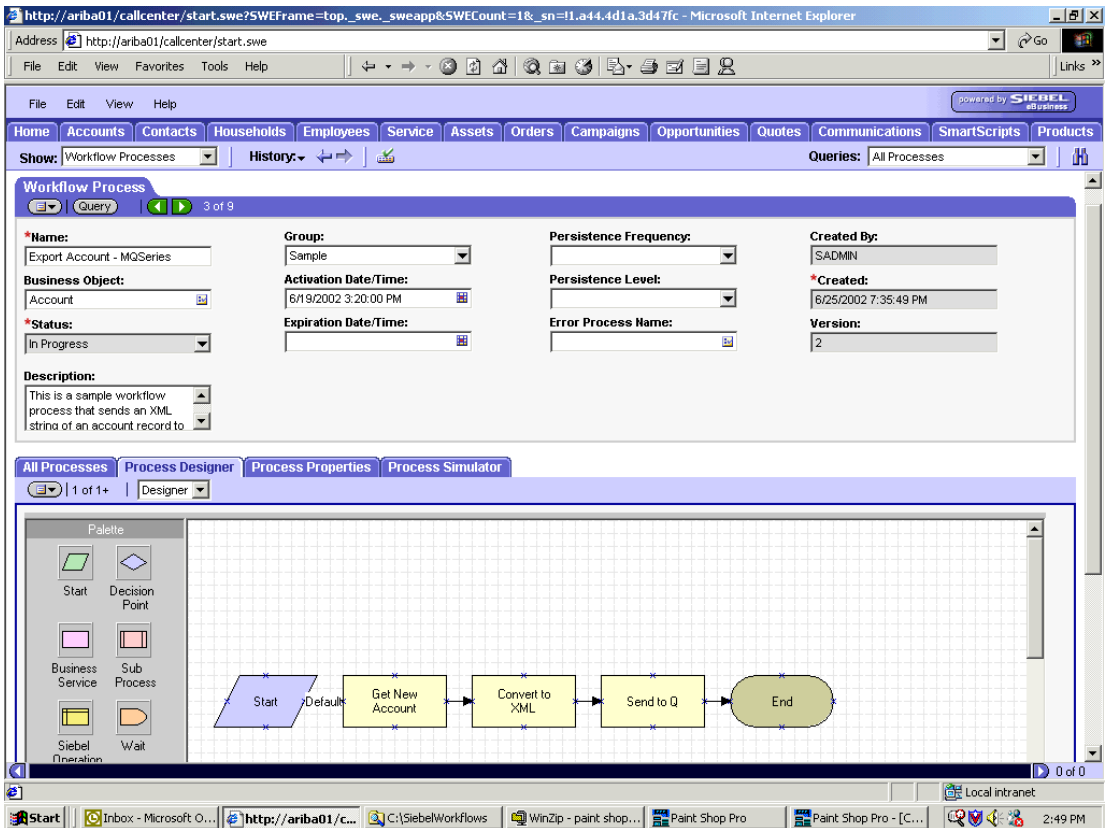 http://ariba01/callcenter/start.swe?SWEFrame=top._swe._sweapp&SWECount=1&_sn=!1.a44.4d1a.3d47fc - Microsoft Internet Explorer
Address http://ariba01/callcenter/start.swe Go
File Edit View Favorites Tools Help Links »
File Edit View Help powered by SIEBEL eBusiness
Home Accounts Contacts Households Employees Service Assets Orders Campaigns Opportunities Quotes Communications SmartScripts Products
Show: Workflow Processes History: Queries: All Processes
Workflow Process
Query 3 of 9
*Name: Group: Persistence Frequency: Created By:
Export Account - MQSeries Sample SADMIN
Business Object: Activation Date/Time: Persistence Level: *Created:
Account 6/19/2002 3:20:00 PM 6/25/2002 7:35:49 PM
*Status: Expiration Date/Time: Error Process Name: Version:
In Progress 2
Description:
This is a sample workflow
process that sends an XML
string of an account record to
All Processes Process Designer Process Properties Process Simulator
1 of 1+ Designer
Palette
Start Decision Point
Business Service Sub Process
Siebel Operation Wait
Start Default Get New Account Convert to XML Send to Q End
0 of 0
Local intranet
Start Inbox - Microsoft O... http://ariba01/c... C:\SiebelWorkflows WinZip - paint shop... Paint Shop Pro Paint Shop Pro - [C... 2:49 PM